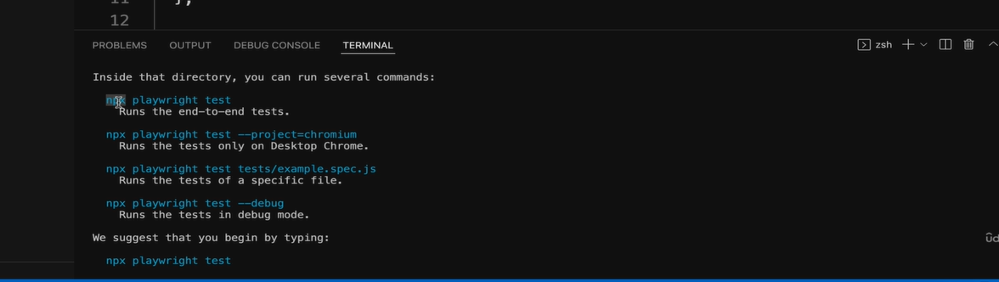 12
PROBLEMS OUTPUT DEBUG CONSOLE TERMINAL zsh
Inside that directory, you can run several commands:
npx playwright test
Runs the end-to-end tests.
npx playwright test --project=chromium
Runs the tests only on Desktop Chrome.
npx playwright test tests/example.spec.js
Runs the tests of a specific file.
npx playwright test --debug
Runs the tests in debug mode.
We suggest that you begin by typing:
npx playwright test